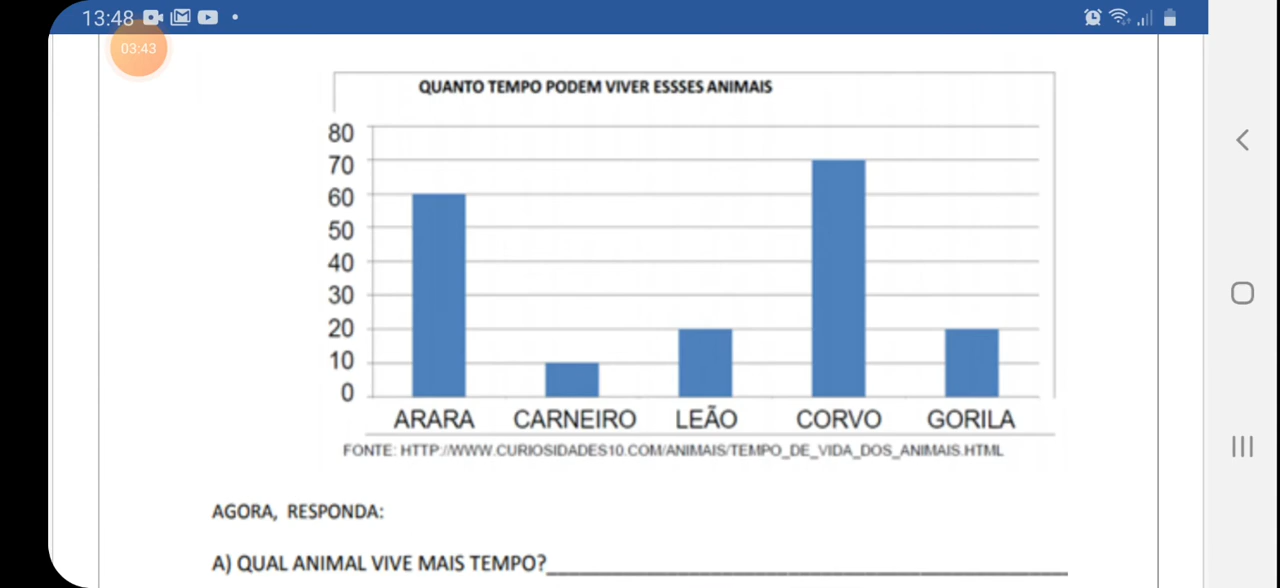 13:48
03:43
QUANTO TEMPO PODEM VIVER ESSSES ANIMAIS
80
70
60
50
40
30
20
10
0
ARARA CARNEIRO LEÃO CORVO GORILA
FONTE: HTTP://WWW.CURIOSIDADES10.COM/ANIMAIS/TEMPO_DE_VIDA_DOS_ANIMAIS.HTML
AGORA, RESPONDA:
A) QUAL ANIMAL VIVE MAIS TEMPO?